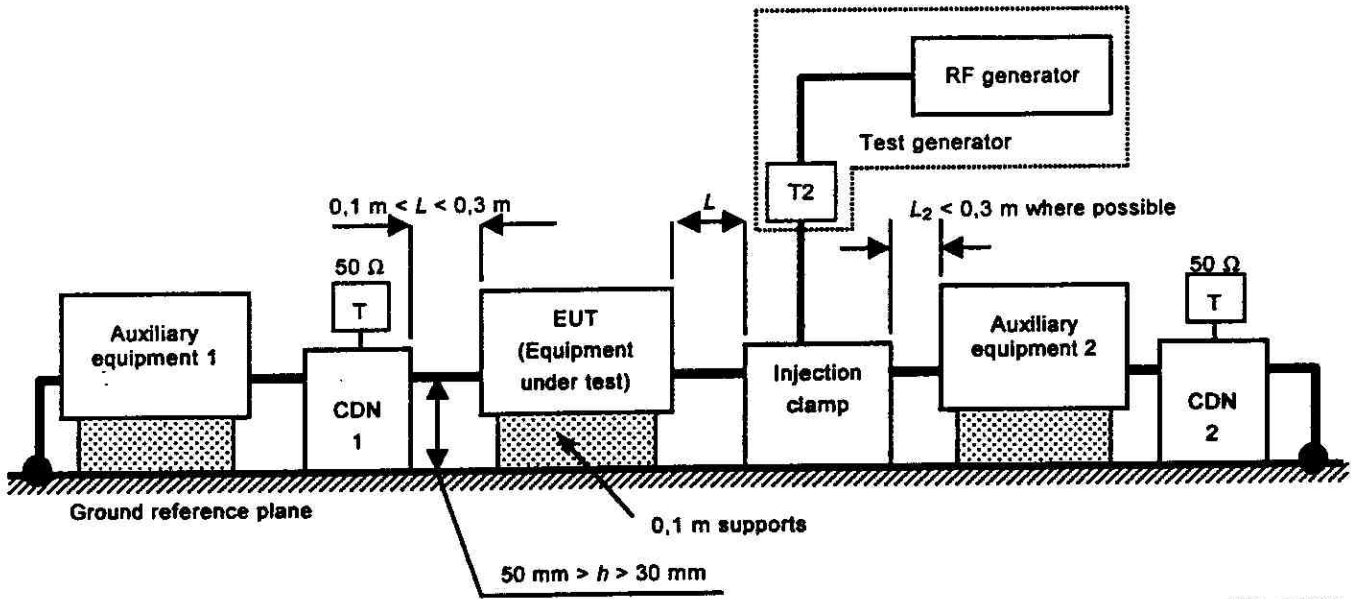 RF generator
Test generator
T2
0,1 m < L < 0,3 m
L
L₂ < 0,3 m where possible
50 Ω
T
50 Ω
T
Auxiliary
equipment 1
EUT
(Equipment
under test)
Auxiliary
equipment 2
CDN
1
Injection
clamp
CDN
2
Ground reference plane
0,1 m supports
50 mm > h > 30 mm